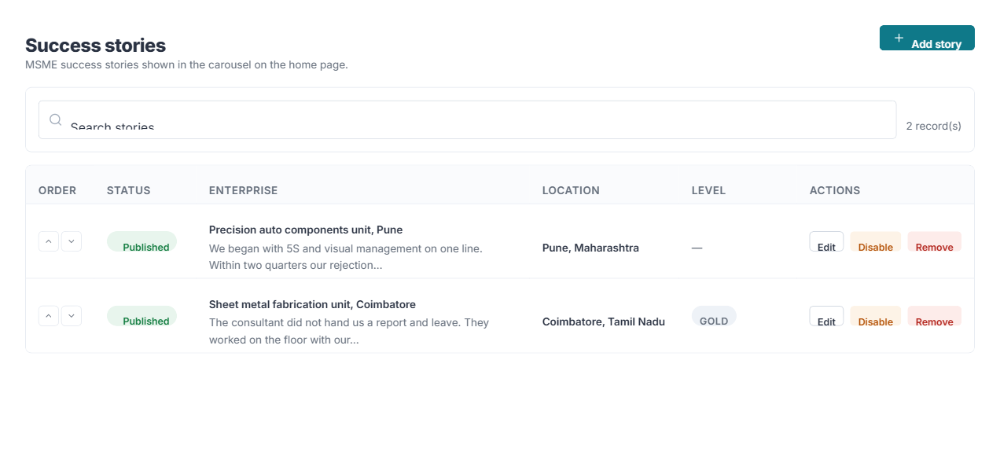 Success stories
Add story
MSME success stories shown in the carousel on the home page.
Search stories
2 record(s)
ORDER STATUS ENTERPRISE LOCATION LEVEL ACTIONS
Precision auto components unit, Pune
Published We began with 5S and visual management on one line. Pune, Maharashtra — Edit Disable Remove
Within two quarters our rejection...
Sheet metal fabrication unit, Coimbatore
Published The consultant did not hand us a report and leave. They Coimbatore, Tamil Nadu GOLD Edit Disable Remove
worked on the floor with our...